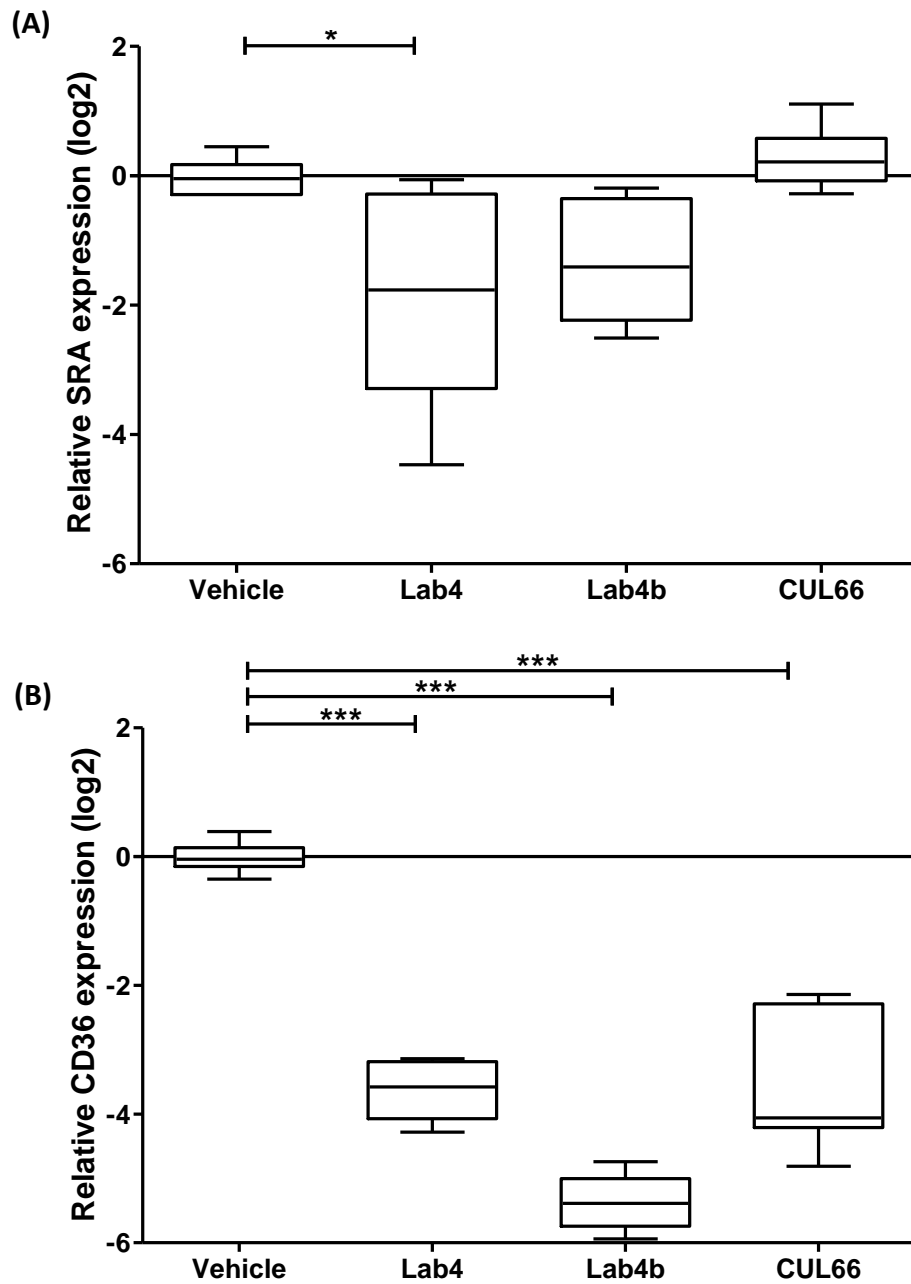 (A)
*
2
0
-2
-4
-6
Relative SRA expression (log2)
Vehicle Lab4 Lab4b CUL66
(B)
***
***
***
2
0
-2
-4
-6
Relative CD36 expression (log2)
Vehicle Lab4 Lab4b CUL66